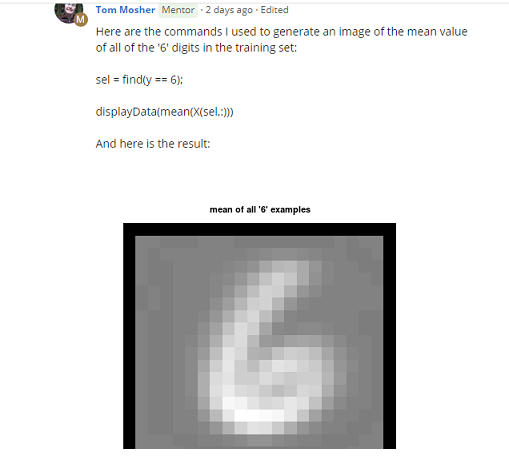 Tom Mosher Mentor · 2 days ago · Edited
M
Here are the commands I used to generate an image of the mean value
of all of the '6' digits in the training set:
sel = find(y == 6);
displayData(mean(X(sel,:)))
And here is the result:
mean of all '6' examples